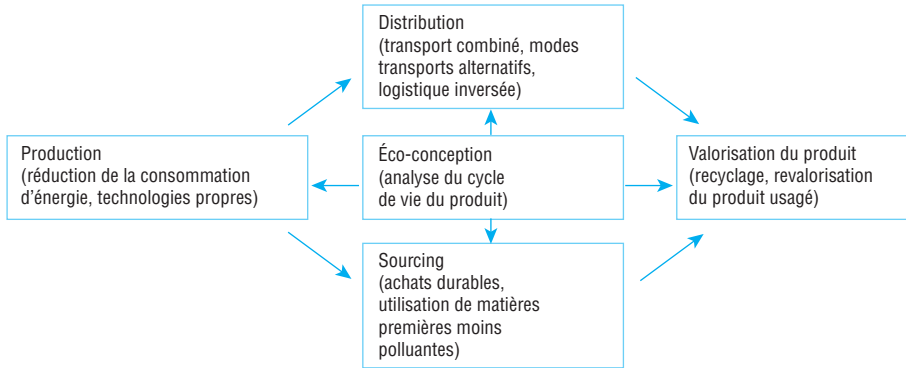 Distribution
(transport combiné, modes
transports alternatifs,
logistique inversée)
Production
(réduction de la consommation
d'énergie, technologies propres)
Éco-conception
(analyse du cycle
de vie du produit)
Valorisation du produit
(recyclage, revalorisation
du produit usagé)
Sourcing
(achats durables,
utilisation de matières
premières moins
polluantes)